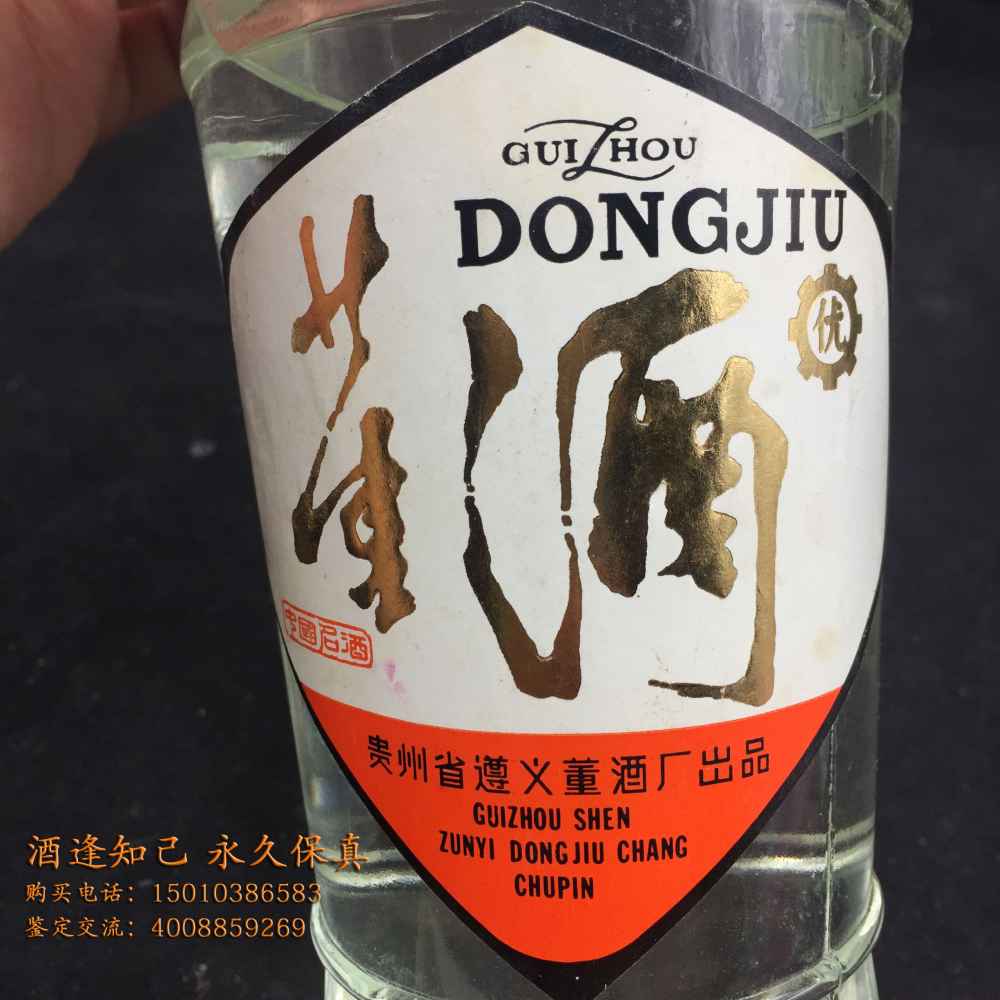 GUIZHOU
DONGJIU
董酒
优
中國名酒
贵州省遵义董酒厂出品
GUIZHOU SHEN
ZUNYI DONGJIU CHANG
CHUPIN
酒逢知己 永久保真
购买电话：15010386583
鉴定交流：4008859269